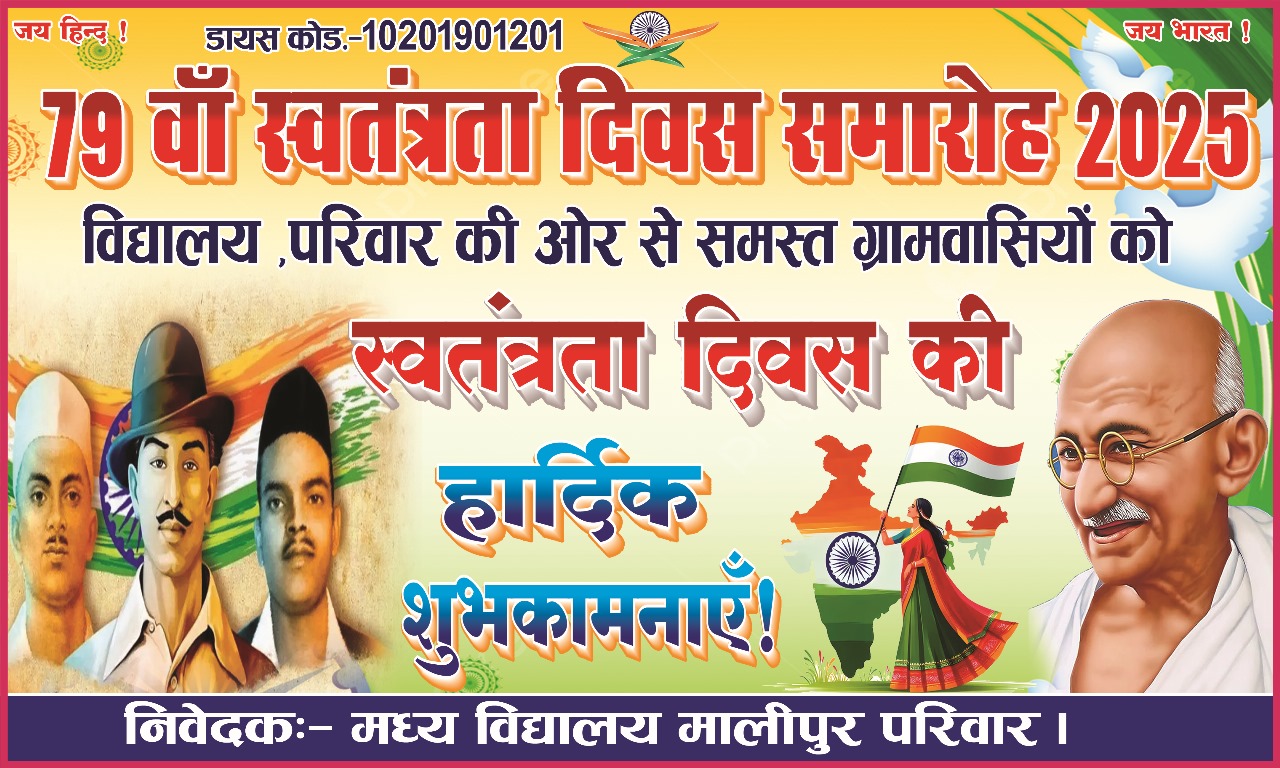 जय हिन्द !
डायस कोड.-10201901201
जय भारत !
79 वाँ स्वतंत्रता दिवस समारोह 2025
विद्यालय ,परिवार की ओर से समस्त ग्रामवासियों को
स्वतंत्रता दिवस की
हार्दिक
शुभकामनाएँ!
निवेदकः- मध्य विद्यालय मालीपुर परिवार ।